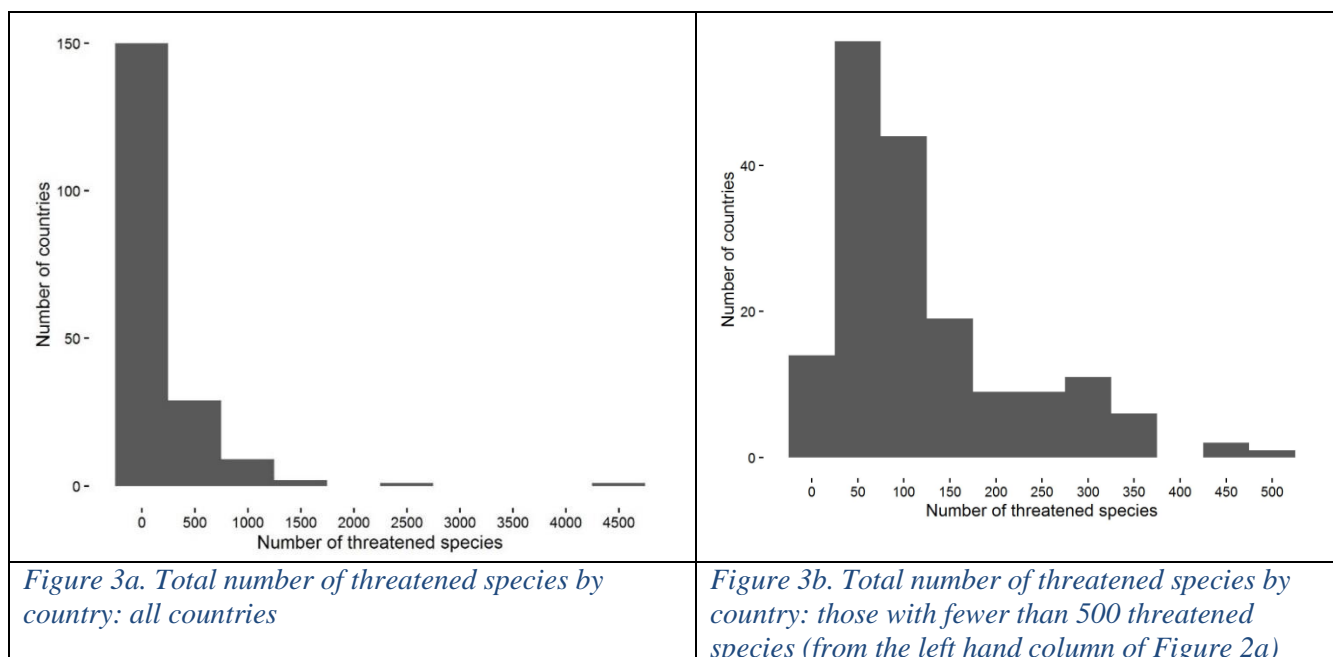 150
100
50
0
Number of countries
0 500 1000 1500 2000 2500 3000 3500 4000 4500
Number of threatened species
40
20
0
Number of countries
0 50 100 150 200 250 300 350 400 450 500
Number of threatened species
Figure 3a. Total number of threatened species by
country: all countries
Figure 3b. Total number of threatened species by
country: those with fewer than 500 threatened
species (from the left hand column of Figure 2a)